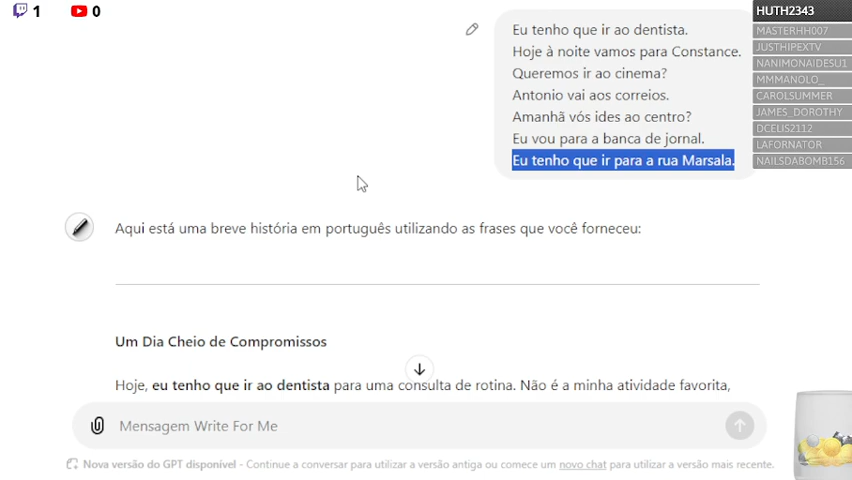 1 0
HUTH2343
MASTERHH007
JUSTHIPEXTV
NANIMONAIDESU1
MMMANOLO_
CAROLSUMMER
JAMES_DOROTHY
DCELIS2112
LAFORNATOR
NAILSDABOMB156
Eu tenho que ir ao dentista.
Hoje à noite vamos para Constance.
Queremos ir ao cinema?
Antonio vai aos correios.
Amanhã vós ides ao centro?
Eu vou para a banca de jornal.
Eu tenho que ir para a rua Marsala.
Aqui está uma breve história em português utilizando as frases que você forneceu:
Um Dia Cheio de Compromissos
Hoje, eu tenho que ir ao dentista para uma consulta de rotina. Não é a minha atividade favorita,
Mensagem Write For Me
Nova versão do GPT disponível - Continue a conversar para utilizar a versão antiga ou comece um novo chat para utilizar a versão mais recente.